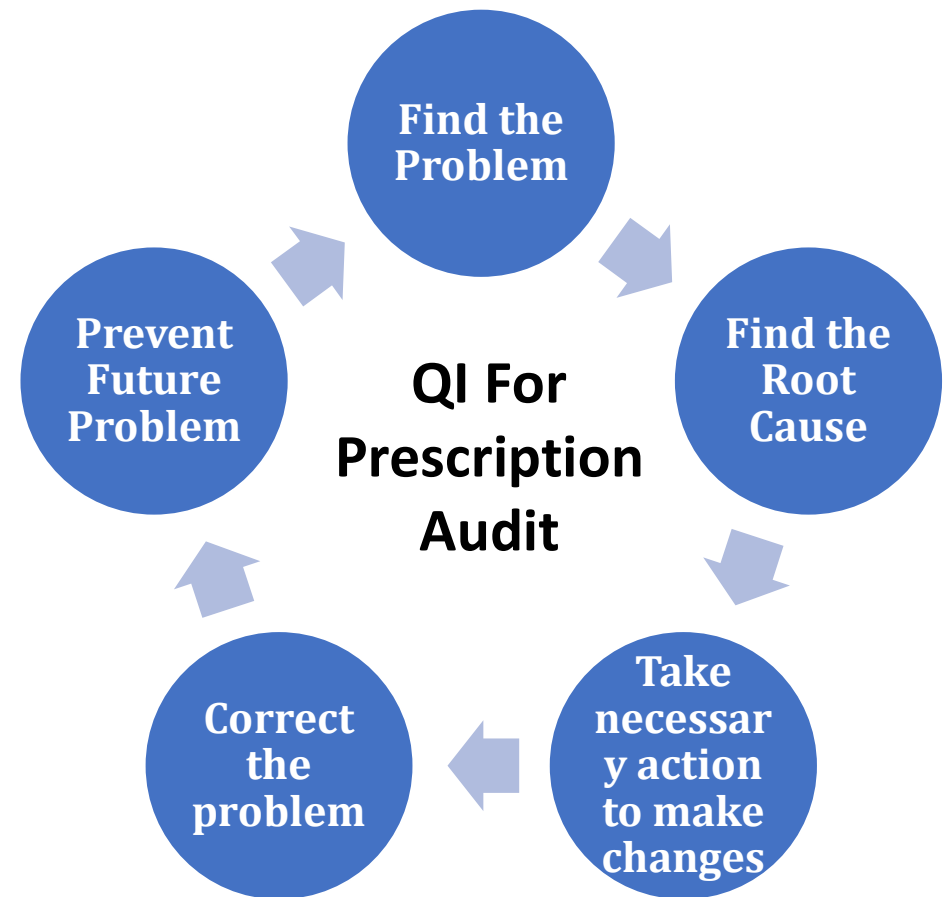 Find the
Problem
Find the
Root
Cause
Take
necessar
y action
to make
changes
Correct
the
problem
Prevent
Future
Problem
QI For
Prescription
Audit